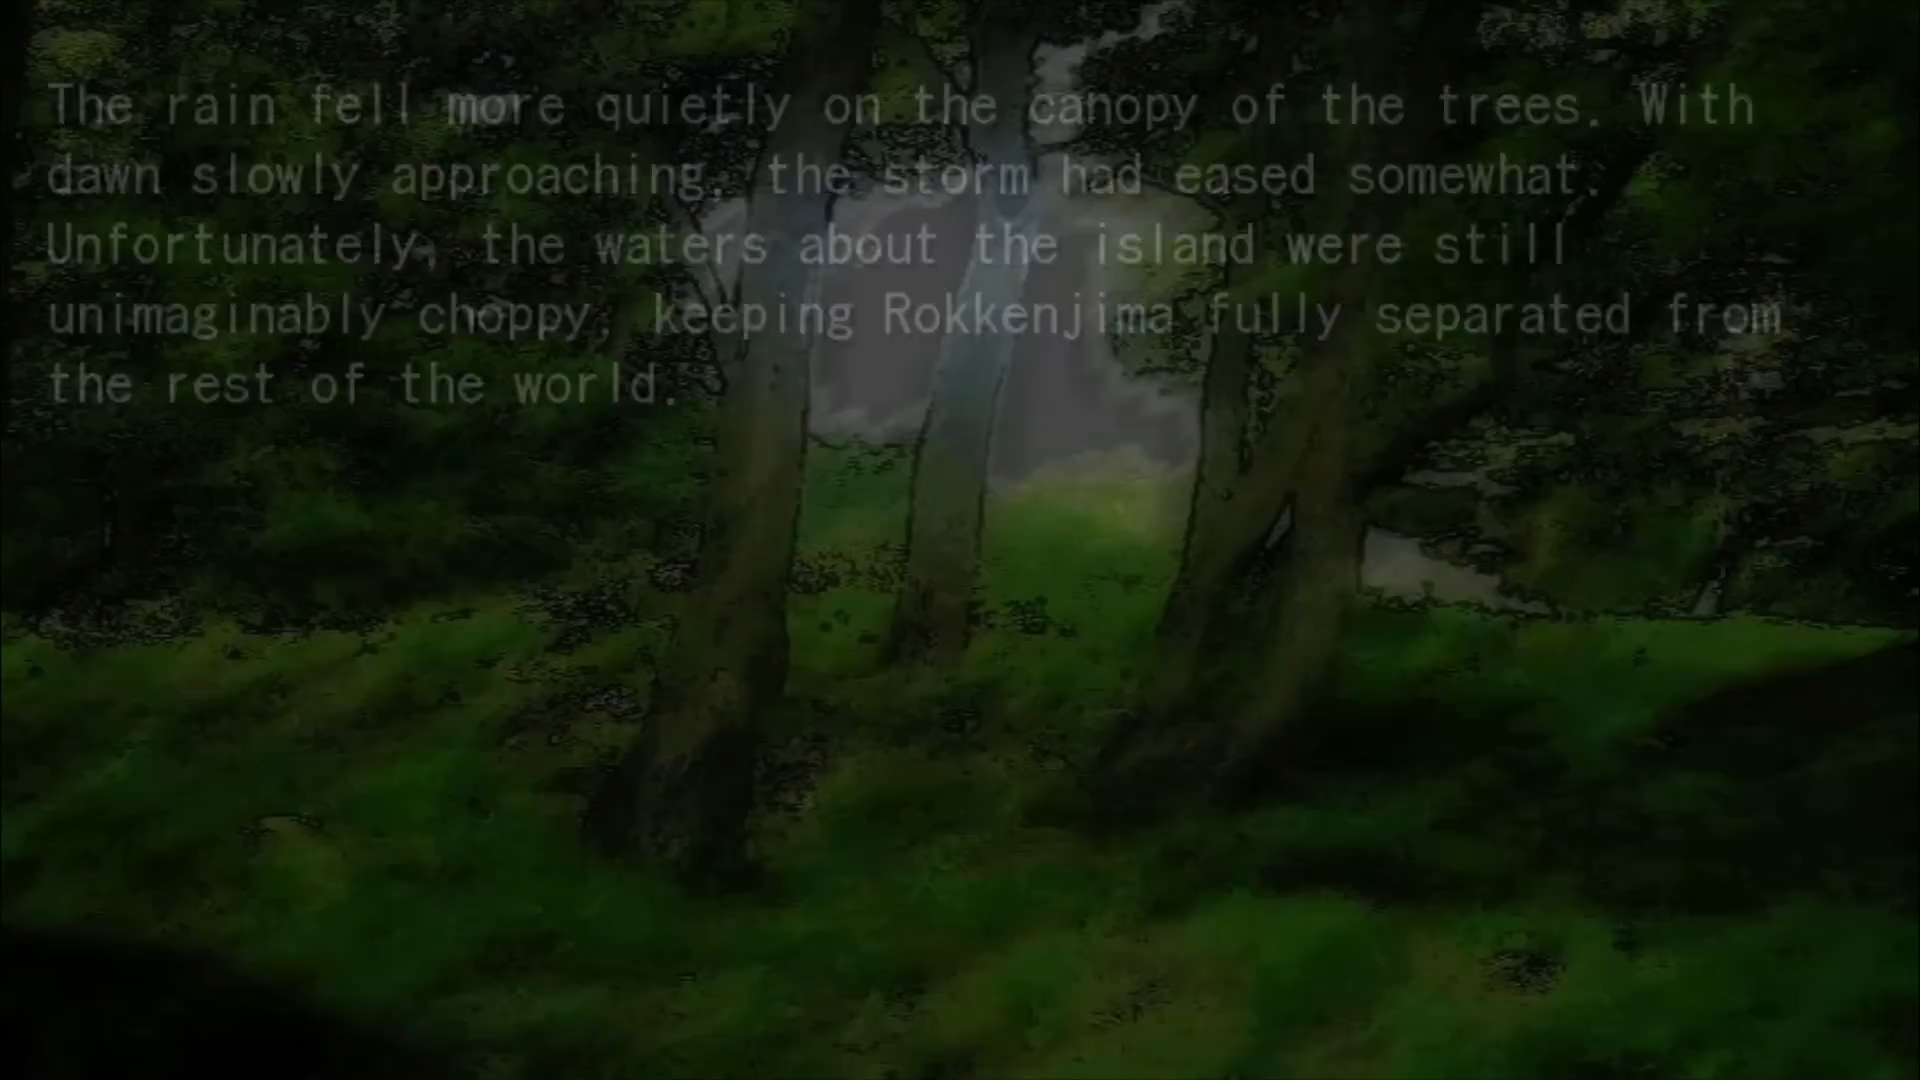 The rain fell more quietly on the canopy of the trees. With
dawn slowly approaching, the storm had eased somewhat.
Unfortunately, the waters about the island were still
unimaginably choppy, keeping Rokkenjima fully separated from
the rest of the world.